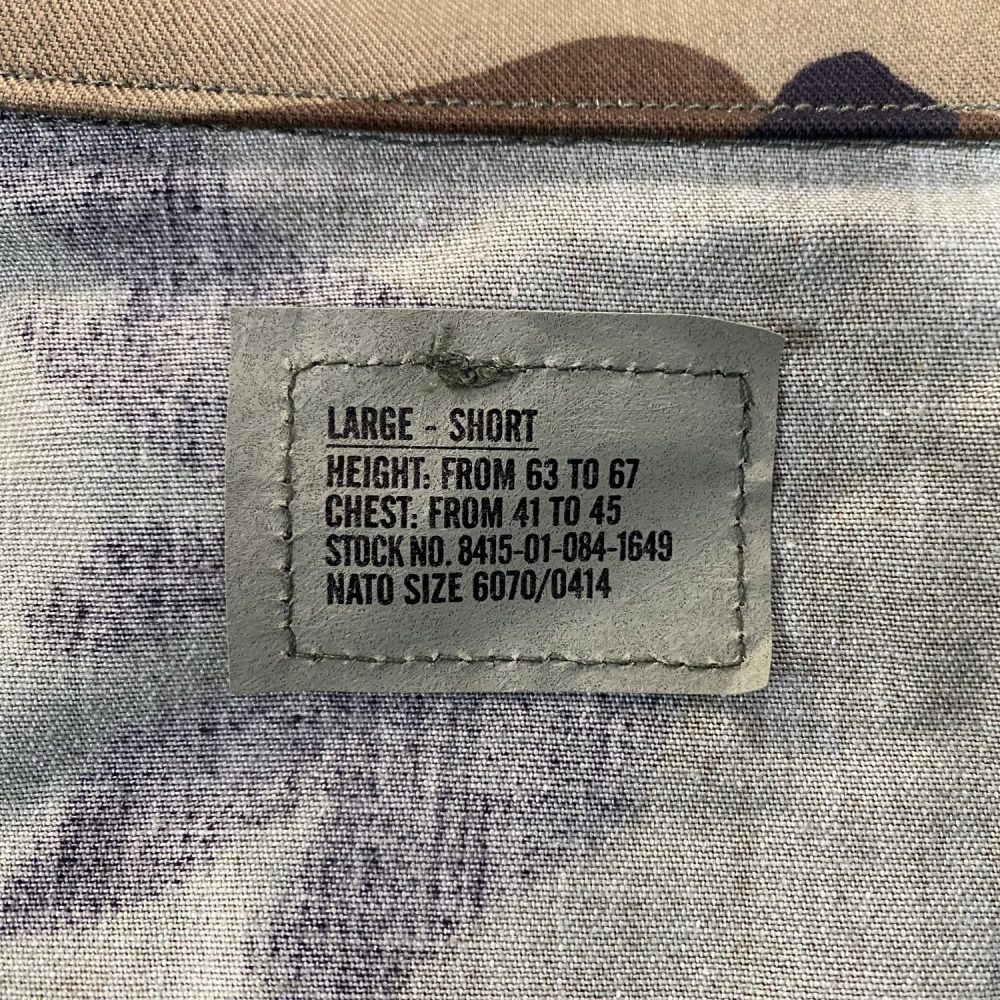 LARGE - SHORT
HEIGHT: FROM 63 TO 67
CHEST: FROM 41 TO 45
STOCK NO. 8415-01-084-1649
NATO SIZE 6070/0414